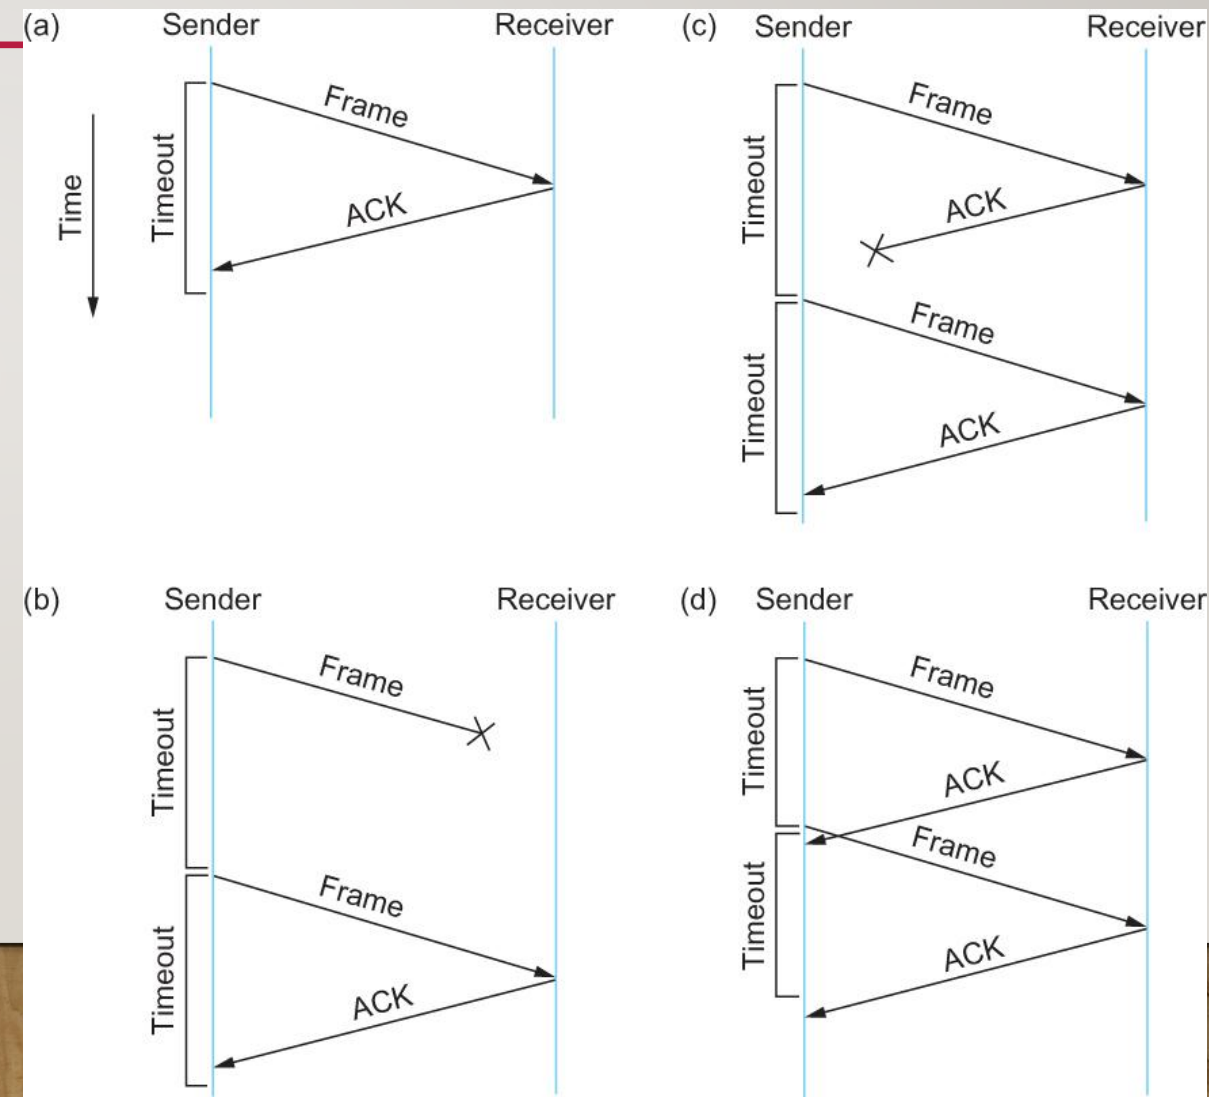 (a)
Sender
Receiver
Time
Timeout
Frame
ACK
(c)
Sender
Receiver
Timeout
Frame
ACK
Timeout
Frame
ACK
(b)
Sender
Receiver
Timeout
Frame
Timeout
Frame
ACK
(d)
Sender
Receiver
Timeout
Frame
ACK
Timeout
Frame
ACK